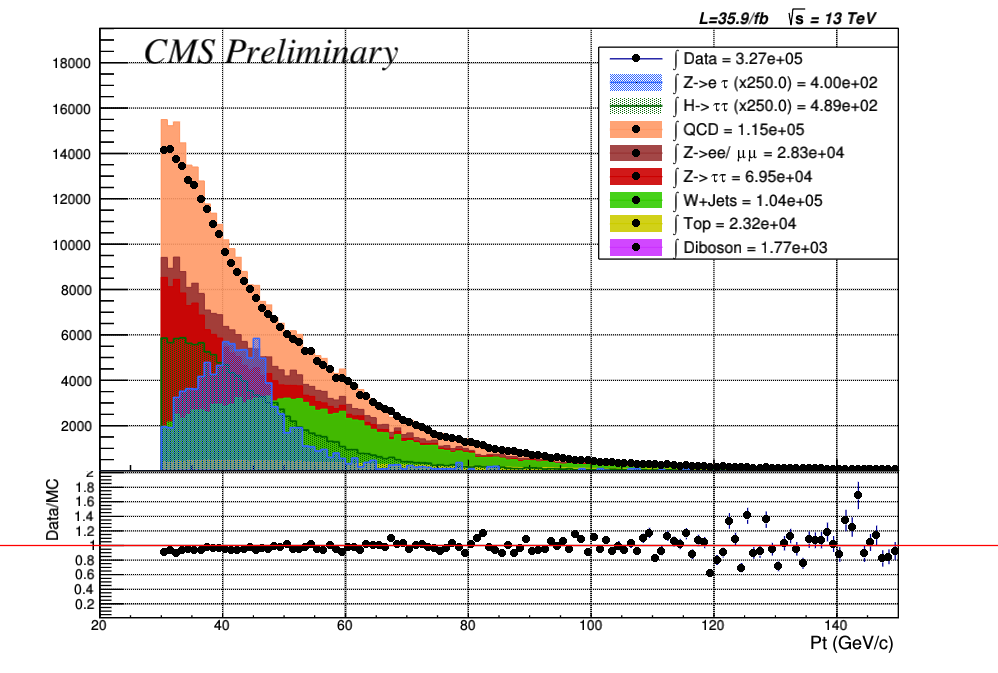 L=35.9/fb √s = 13 TeV
CMS Preliminary
∫ Data = 3.27e+05
∫ Z->e τ (x250.0) = 4.00e+02
∫ H-> ττ (x250.0) = 4.89e+02
∫ QCD = 1.15e+05
∫ Z->ee/ μμ = 2.83e+04
∫ Z-> ττ = 6.95e+04
∫ W+Jets = 1.04e+05
∫ Top = 2.32e+04
∫ Diboson = 1.77e+03
18000
16000
14000
12000
10000
8000
6000
4000
2000
Data/MC
2
1.8
1.6
1.4
1.2
1
0.8
0.6
0.4
0.2
20 40 60 80 100 120 140
Pt (GeV/c)